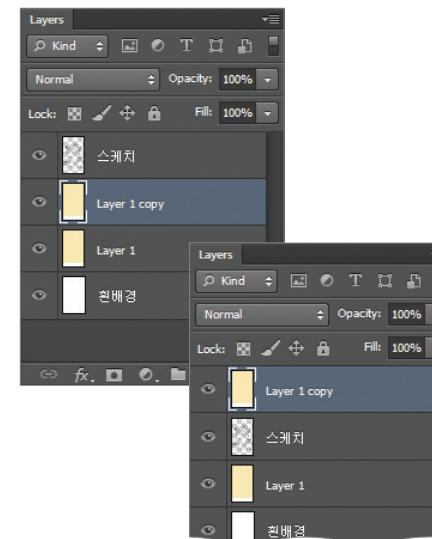 Layers
Kind
Normal Opacity: 100%
Lock: Fill: 100%
스케치
Layer 1 copy
Layer 1
흰배경
fx.
Layers
Kind
Normal Opacity: 100%
Lock: Fill: 100%
Layer 1 copy
스케치
Layer 1
흰배경